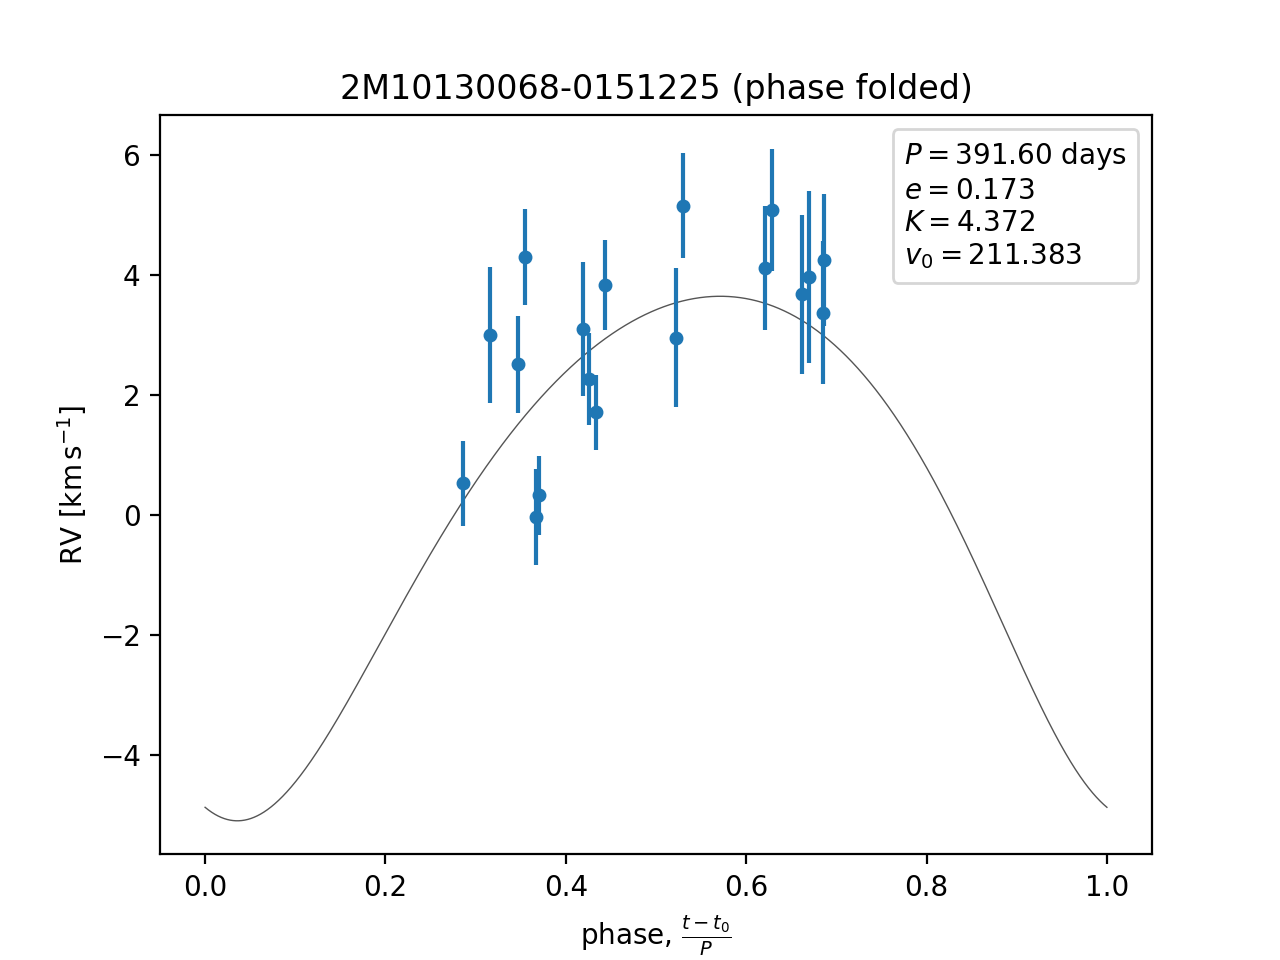 2M10130068-0151225 (phase folded)
P = 391.60 days
e = 0.173
K = 4.372
v₀ = 211.383
6
4
2
0
−2
−4
RV [km s⁻¹]
0.0 0.2 0.4 0.6 0.8 1.0
phase, (t − t₀)/P